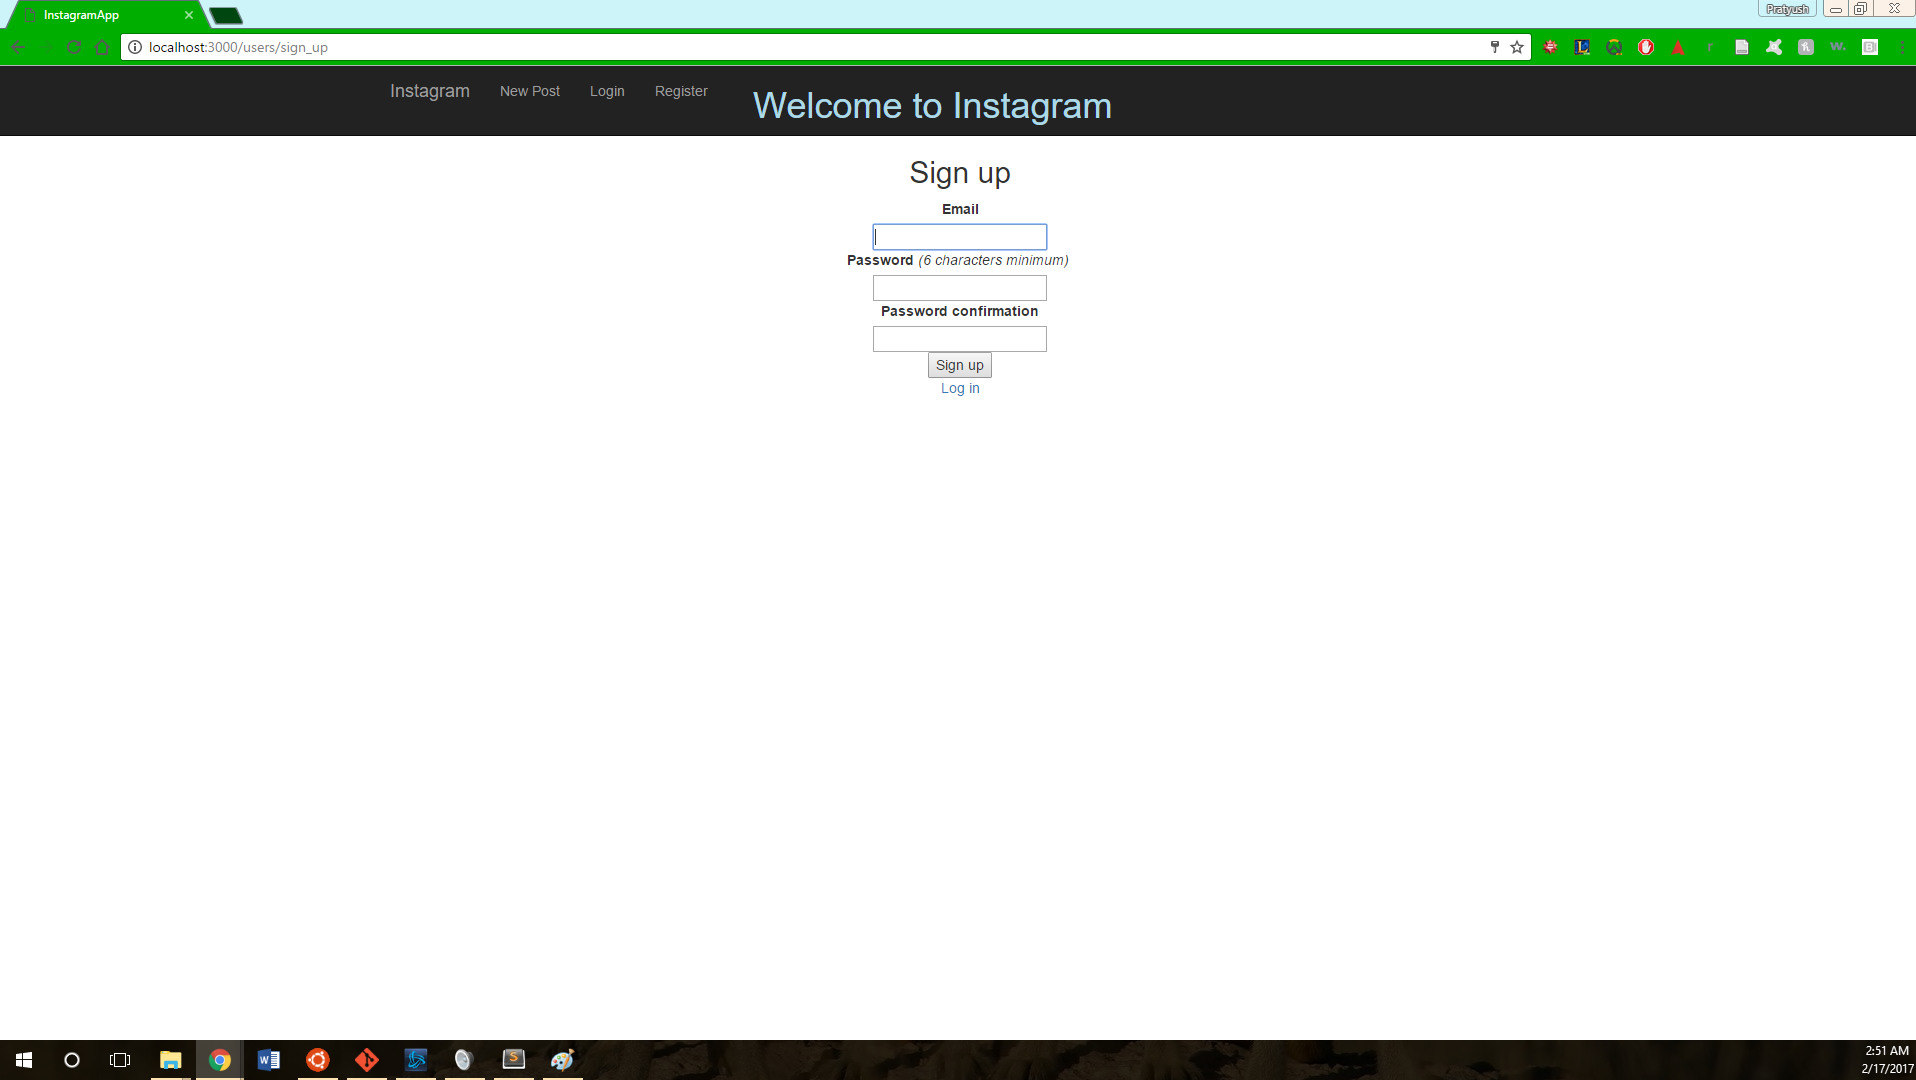 InstagramApp
Pratyush
localhost:3000/users/sign_up
Instagram New Post Login Register Welcome to Instagram
Sign up
Email
Password (6 characters minimum)
Password confirmation
Sign up
Log in
2:51 AM
2/17/2017